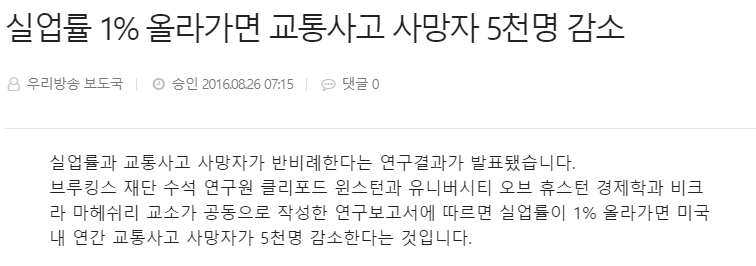 실업률 1% 올라가면 교통사고 사망자 5천명 감소
우리방송 보도국 승인 2016.08.26 07:15 댓글 0
실업률과 교통사고 사망자가 반비례한다는 연구결과가 발표됐습니다.
브루킹스 재단 수석 연구원 클리포드 윈스턴과 유니버시티 오브 휴스턴 경제학과 비크
라 마헤쉬리 교소가 공동으로 작성한 연구보고서에 따르면 실업률이 1% 올라가면 미국
내 연간 교통사고 사망자가 5천명 감소한다는 것입니다.